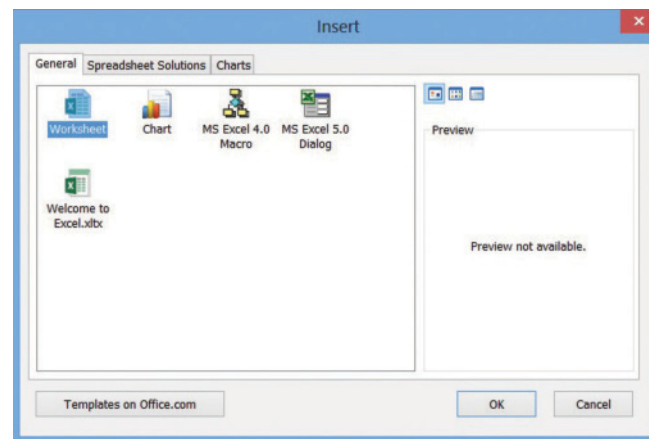 Insert
General Spreadsheet Solutions Charts
Worksheet Chart MS Excel 4.0 Macro MS Excel 5.0 Dialog
Welcome to Excel.xltx
Preview
Preview not available.
Templates on Office.com
OK Cancel